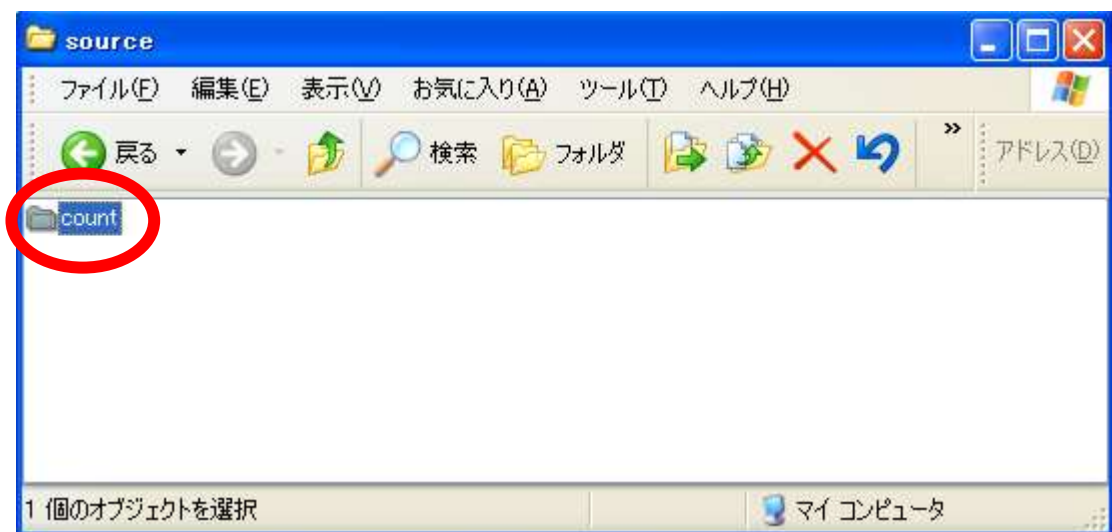 source
ファイル(F) 編集(E) 表示(V) お気に入り(A) ツール(T) ヘルプ(H)
戻る 検索 フォルダ » アドレス(D)
count
1 個のオブジェクトを選択 マイ コンピュータ